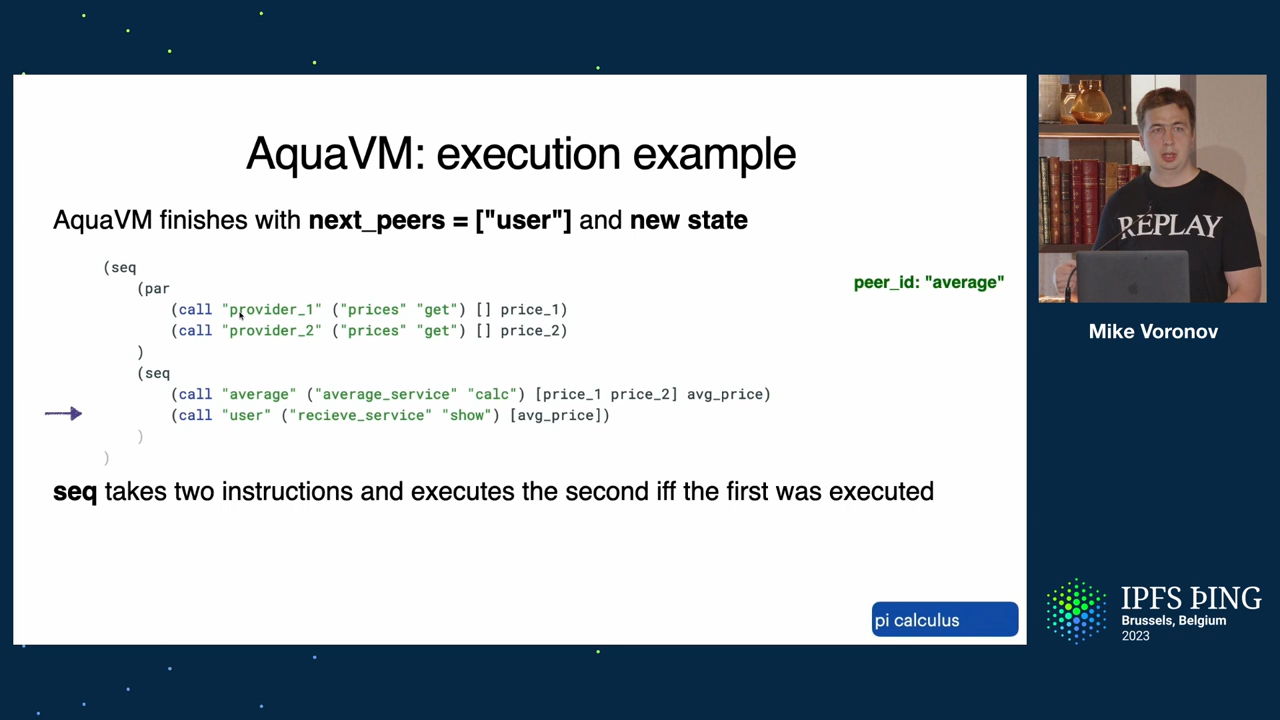 AquaVM: execution example
AquaVM finishes with next_peers = ["user"] and new state
(seq
(par
(call "provider_1" ("prices" "get") [] price_1)
(call "provider_2" ("prices" "get") [] price_2)
)
(seq
(call "average" ("average_service" "calc") [price_1 price_2] avg_price)
(call "user" ("recieve_service" "show") [avg_price])
)
)
peer_id: "average"
seq takes two instructions and executes the second iff the first was executed
pi calculus
REPLAY
Mike Voronov
IPFS ÞING
Brussels, Belgium
2023